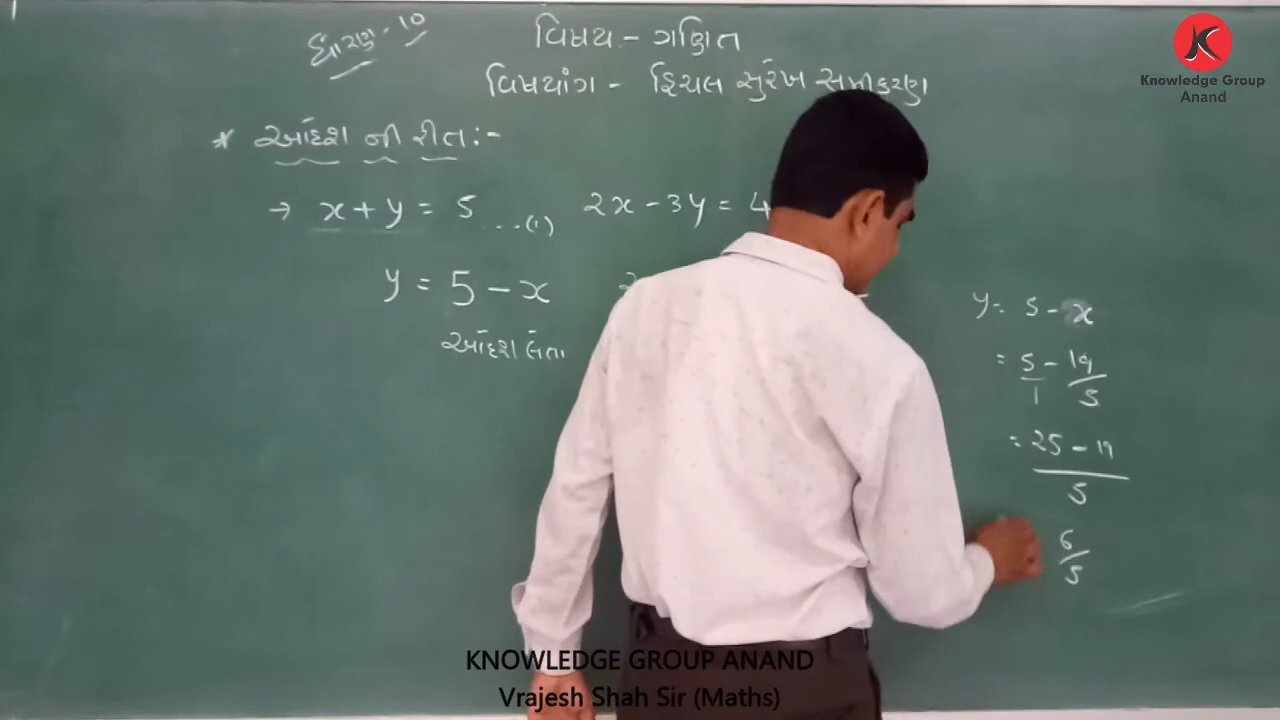 ધોરણ - 10
વિષય - ગણિત
વિષયાંગ - દ્વિચલ સુરેખ સમીકરણ
* આદેશ ની રીત :-
→ x + y = 5 ...(1) 2x - 3y = 4
y = 5 - x
આદેશ લેતા
y = 5 - x
= 5/1 - 19/5
= 25 - 19 / 5
6/5
Knowledge Group
Anand
KNOWLEDGE GROUP ANAND
Vrajesh Shah Sir (Maths)